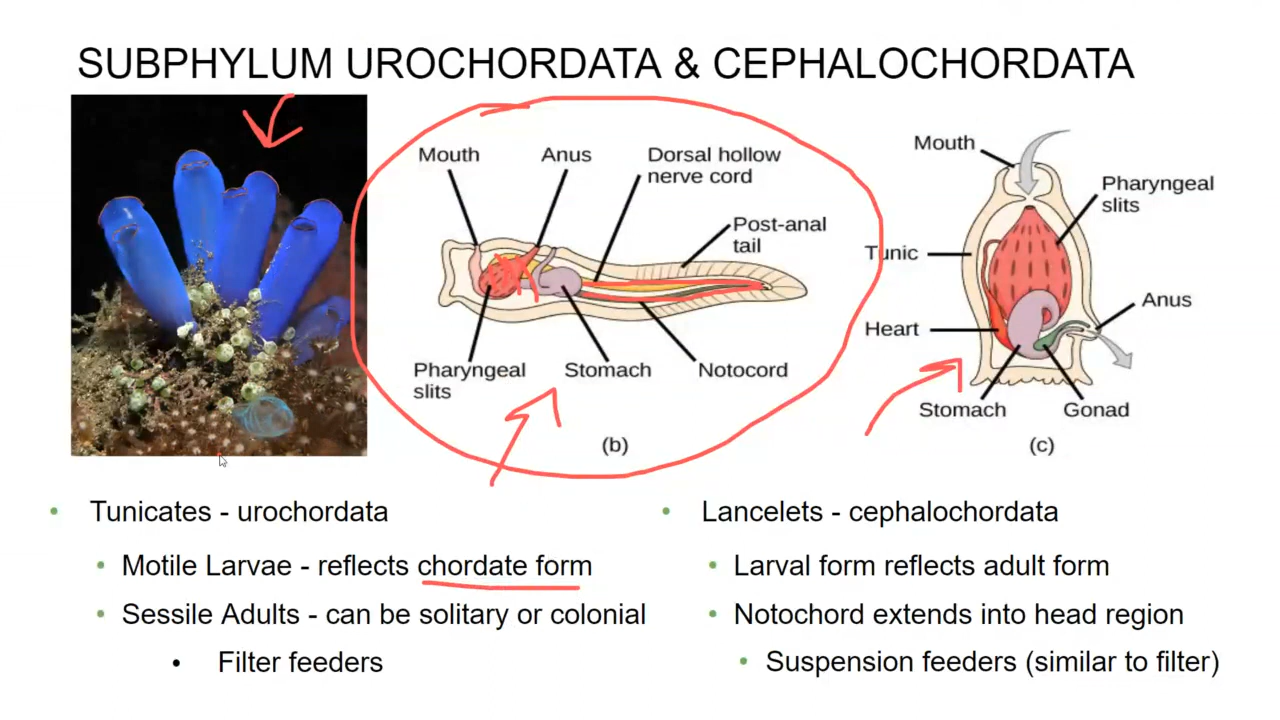 SUBPHYLUM UROCHORDATA & CEPHALOCHORDATA
Mouth
Anus
Dorsal hollow
nerve cord
Post-anal
tail
Pharyngeal
slits
Stomach
Notocord
(b)
Mouth
Pharyngeal
slits
Tunic
Anus
Heart
Stomach
Gonad
(c)
• Tunicates - urochordata
• Motile Larvae - reflects chordate form
• Sessile Adults - can be solitary or colonial
• Filter feeders
• Lancelets - cephalochordata
• Larval form reflects adult form
• Notochord extends into head region
• Suspension feeders (similar to filter)